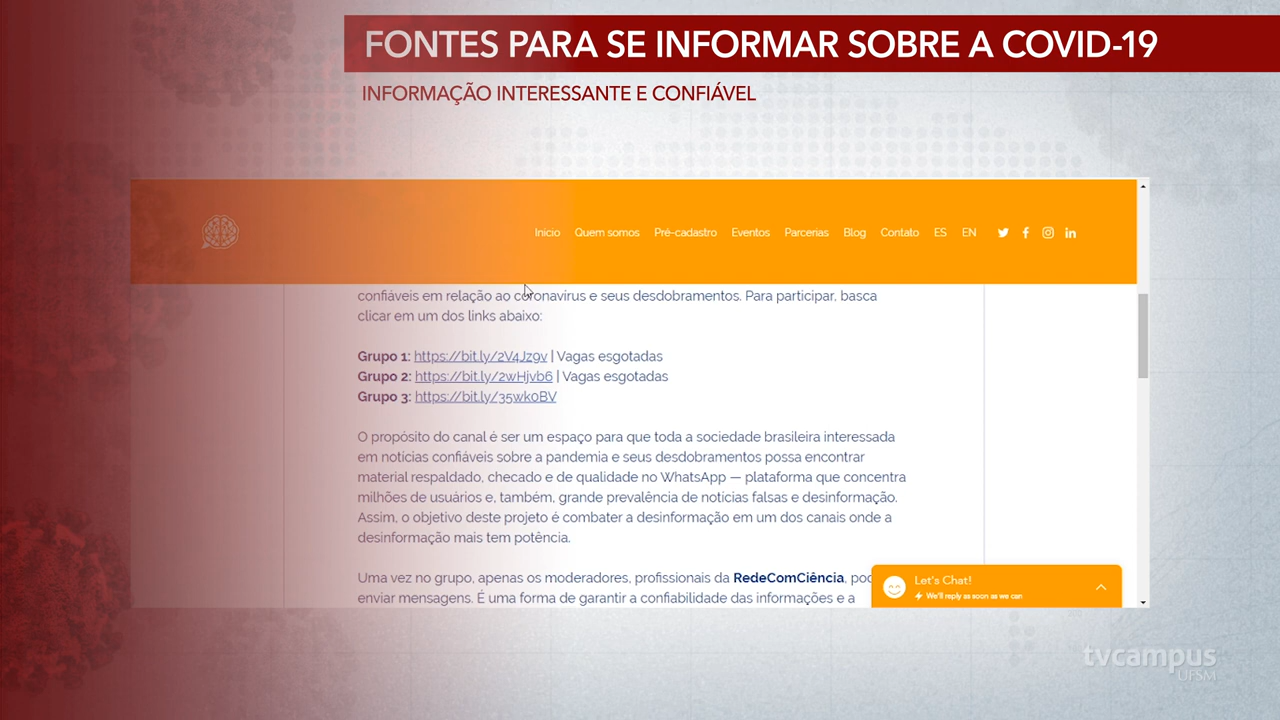 FONTES PARA SE INFORMAR SOBRE A COVID-19
INFORMAÇÃO INTERESSANTE E CONFIÁVEL
Início Quem somos Pré-cadastro Eventos Parcerias Blog Contato ES EN
confiáveis em relação ao coronavírus e seus desdobramentos. Para participar, basca
clicar em um dos links abaixo:
Grupo 1: https://bit.ly/2V4Jz9v | Vagas esgotadas
Grupo 2: https://bit.ly/2wHjvb6 | Vagas esgotadas
Grupo 3: https://bit.ly/35wk0BV
O propósito do canal é ser um espaço para que toda a sociedade brasileira interessada
em notícias confiáveis sobre a pandemia e seus desdobramentos possa encontrar
material respaldado, checado e de qualidade no WhatsApp — plataforma que concentra
milhões de usuários e, também, grande prevalência de notícias falsas e desinformação.
Assim, o objetivo deste projeto é combater a desinformação em um dos canais onde a
desinformação mais tem potência.
Uma vez no grupo, apenas os moderadores, profissionais da RedeComCiência, pod
enviar mensagens. É uma forma de garantir a confiabilidade das informações e a
Let's Chat!
We'll reply as soon as we can
tvcampus
UFSM